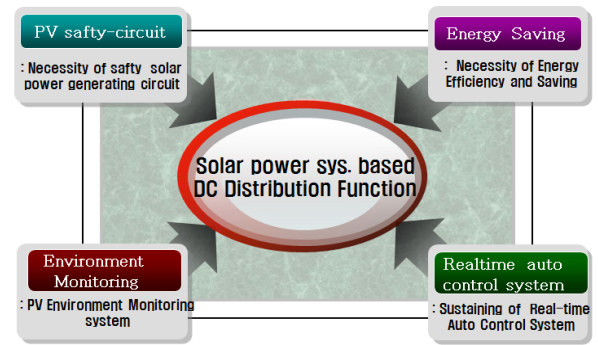 PV safty-circuit
: Necessity of safty solar
power generating circuit
Energy Saving
: Necessity of Energy
Efficiency and Saving
Solar power sys. based
DC Distribution Function
Environment
Monitoring
: PV Environment Monitoring
system
Realtime auto
control system
: Sustaining of Real-time
Auto Control System